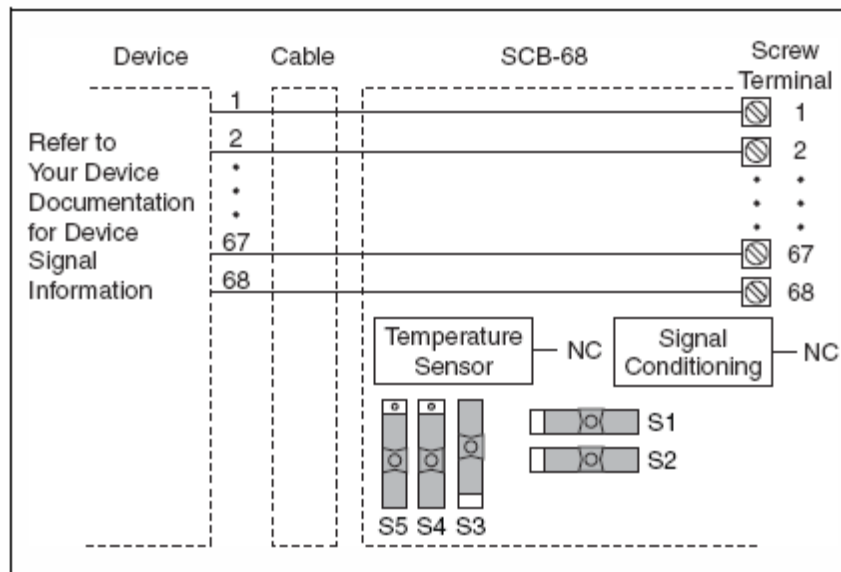 Device
Cable
SCB-68
Screw
Terminal
1
1
2
2
Refer to
Your Device
Documentation
for Device
Signal
Information
67
67
68
68
Temperature
Sensor
NC
Signal
Conditioning
NC
S1
S2
S5 S4 S3